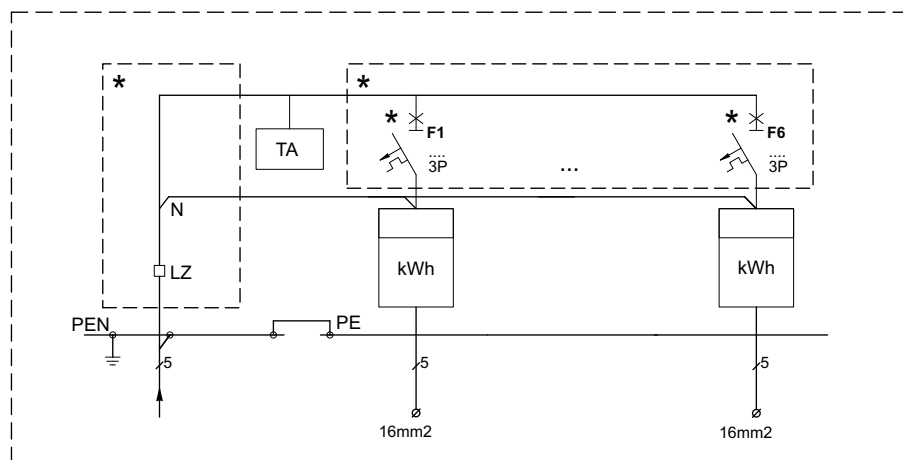 *
*
*
F1
*
F6
TA
....
3P
...
....
3P
N
kWh
kWh
LZ
PEN
PE
5
5
5
16mm2
16mm2